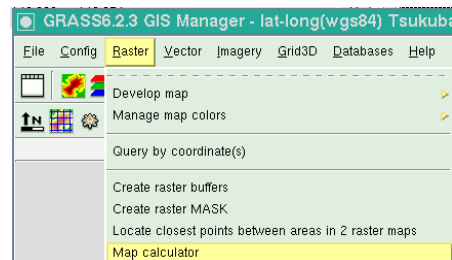 GRASS6.2.3 GIS Manager - lat-long(wgs84) Tsukuba
File Config Raster Vector Imagery Grid3D Databases Help
Develop map
Manage map colors
N
Query by coordinate(s)
Create raster buffers
Create raster MASK
Locate closest points between areas in 2 raster maps
Map calculator